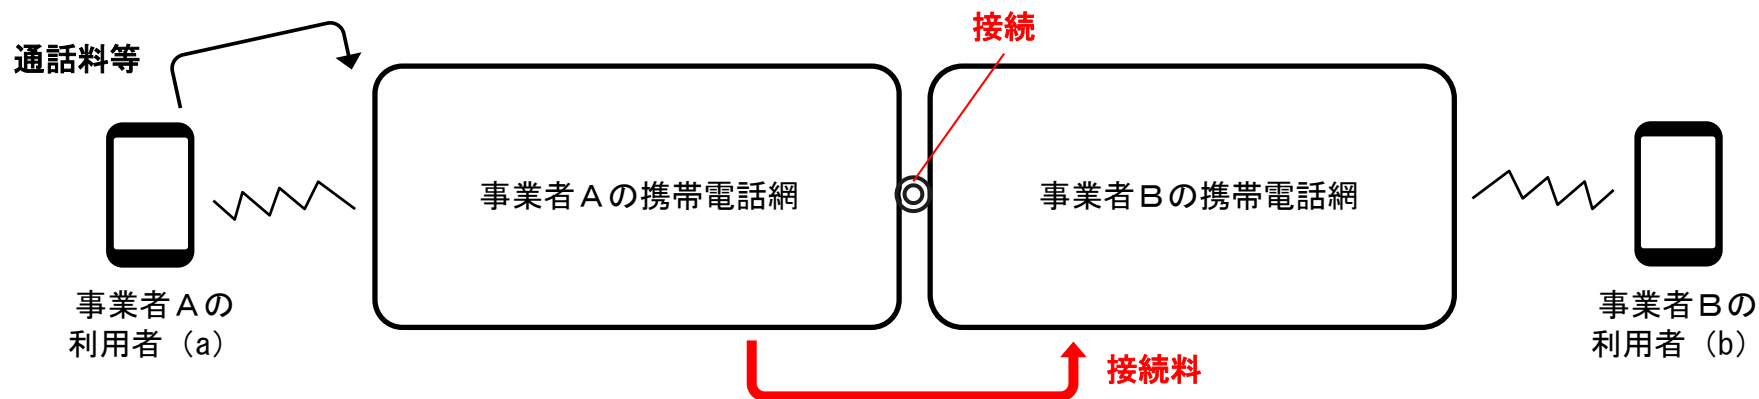 接続
通話料等
事業者Ａの携帯電話網
事業者Ｂの携帯電話網
事業者Ａの
利用者（a）
事業者Ｂの
利用者（b）
接続料